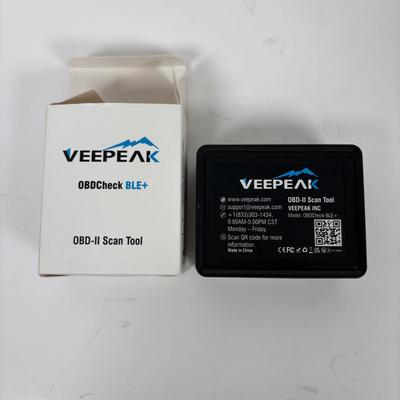 VEEPEAK
OBDCheck BLE+
OBD-II Scan Tool
VEEPEAK
www.veepeak.com
support@veepeak.com
+1(833)303-1434,
9:00AM-5:00PM CST
Monday – Friday.
Scan QR code for more
information.
Made in China
OBD-II Scan Tool
VEEPEAK INC
Model: OBDCheck BLE+